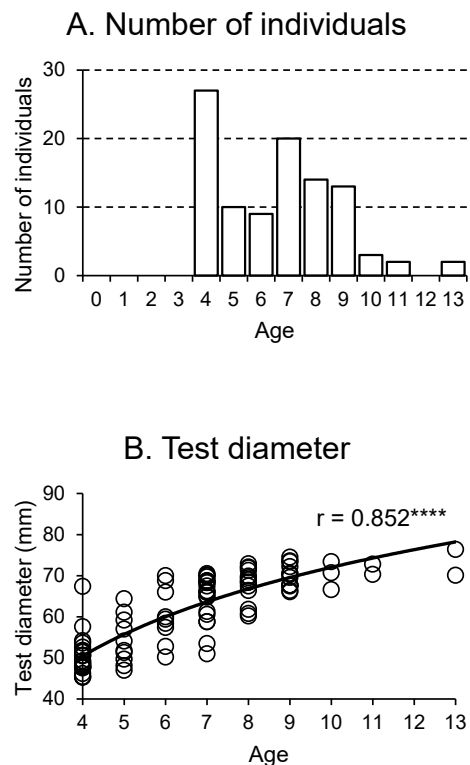 A. Number of individuals
Number of individuals
30
20
10
0
0 1 2 3 4 5 6 7 8 9 10 11 12 13
Age
B. Test diameter
Test diameter (mm)
90
80
70
60
50
40
r = 0.852****
4 5 6 7 8 9 10 11 12 13
Age